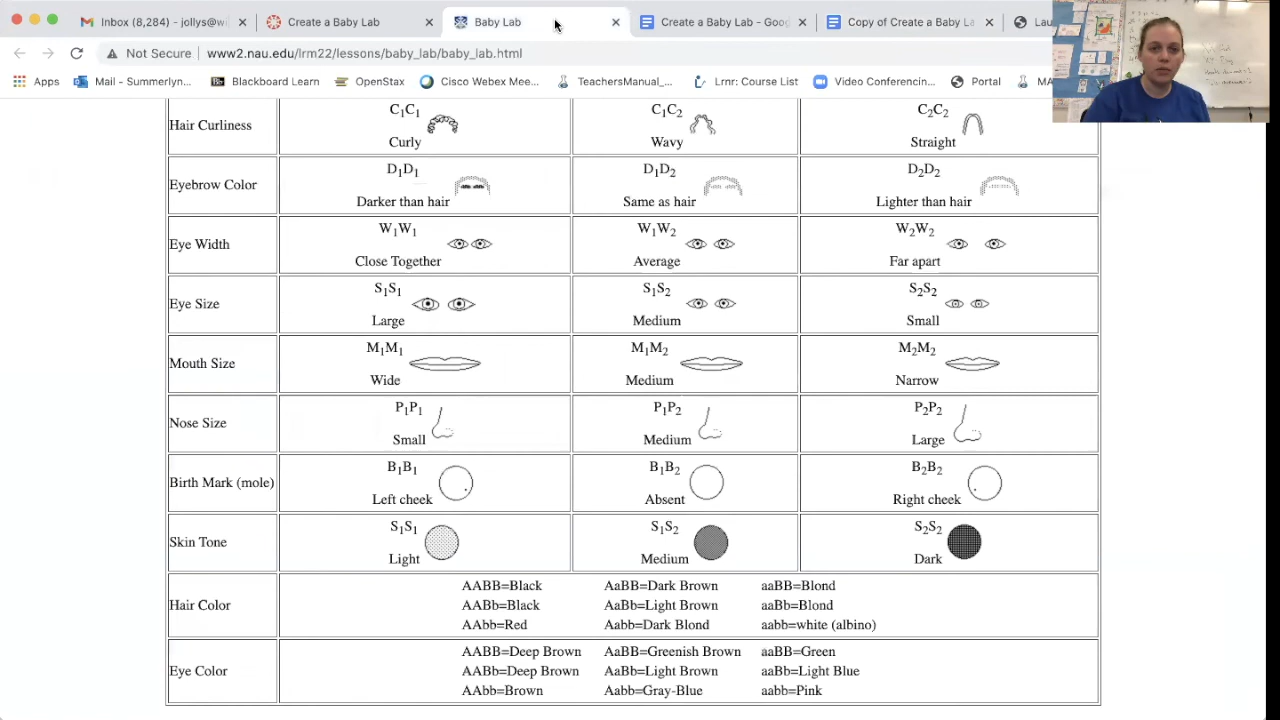 Inbox (8,284) - jollys@wi
Create a Baby Lab
Baby Lab
Create a Baby Lab - Goog
Copy of Create a Baby L
Lau
Not Secure www2.nau.edu/lrm22/lessons/baby_lab/baby_lab.html
Apps
Mail - Summerlyn...
Blackboard Learn
Paperlip
Cisco Webex Mee...
TeachersManual_...
Lrnr: Course List
Video Conferencin...
Portal
MA
Hair Curliness
C1C1
Curly
C1C2
Wavy
C2C2
Straight
Eyebrow Color
D1D1
Darker than hair
D1D2
Same as hair
D2D2
Lighter than hair
Eye Width
W1W1
Close Together
W1W2
Average
W2W2
Far apart
Eye Size
S1S1
Large
S1S2
Medium
S2S2
Small
Mouth Size
M1M1
Wide
M1M2
Medium
M2M2
Narrow
Nose Size
P1P1
Small
P1P2
Medium
P2P2
Large
Birth Mark (mole)
B1B1
Left cheek
B1B2
Absent
B2B2
Right cheek
Skin Tone
S1S1
Light
S1S2
Medium
S2S2
Dark
Hair Color
AABB=Black AaBB=Dark Brown aaBB=Blond
AABb=Black AaBb=Light Brown aaBb=Blond
AAbb=Red Aabb=Dark Blond aabb=white (albino)
Eye Color
AABB=Deep Brown AaBB=Greenish Brown aaBB=Green
AABb=Deep Brown AaBb=Light Brown aaBb=Light Blue
AAbb=Brown Aabb=Gray-Blue aabb=Pink